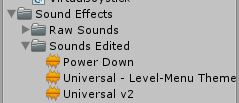 Sound Effects
Raw Sounds
Sounds Edited
Power Down
Universal - Level-Menu Theme
Universal v2